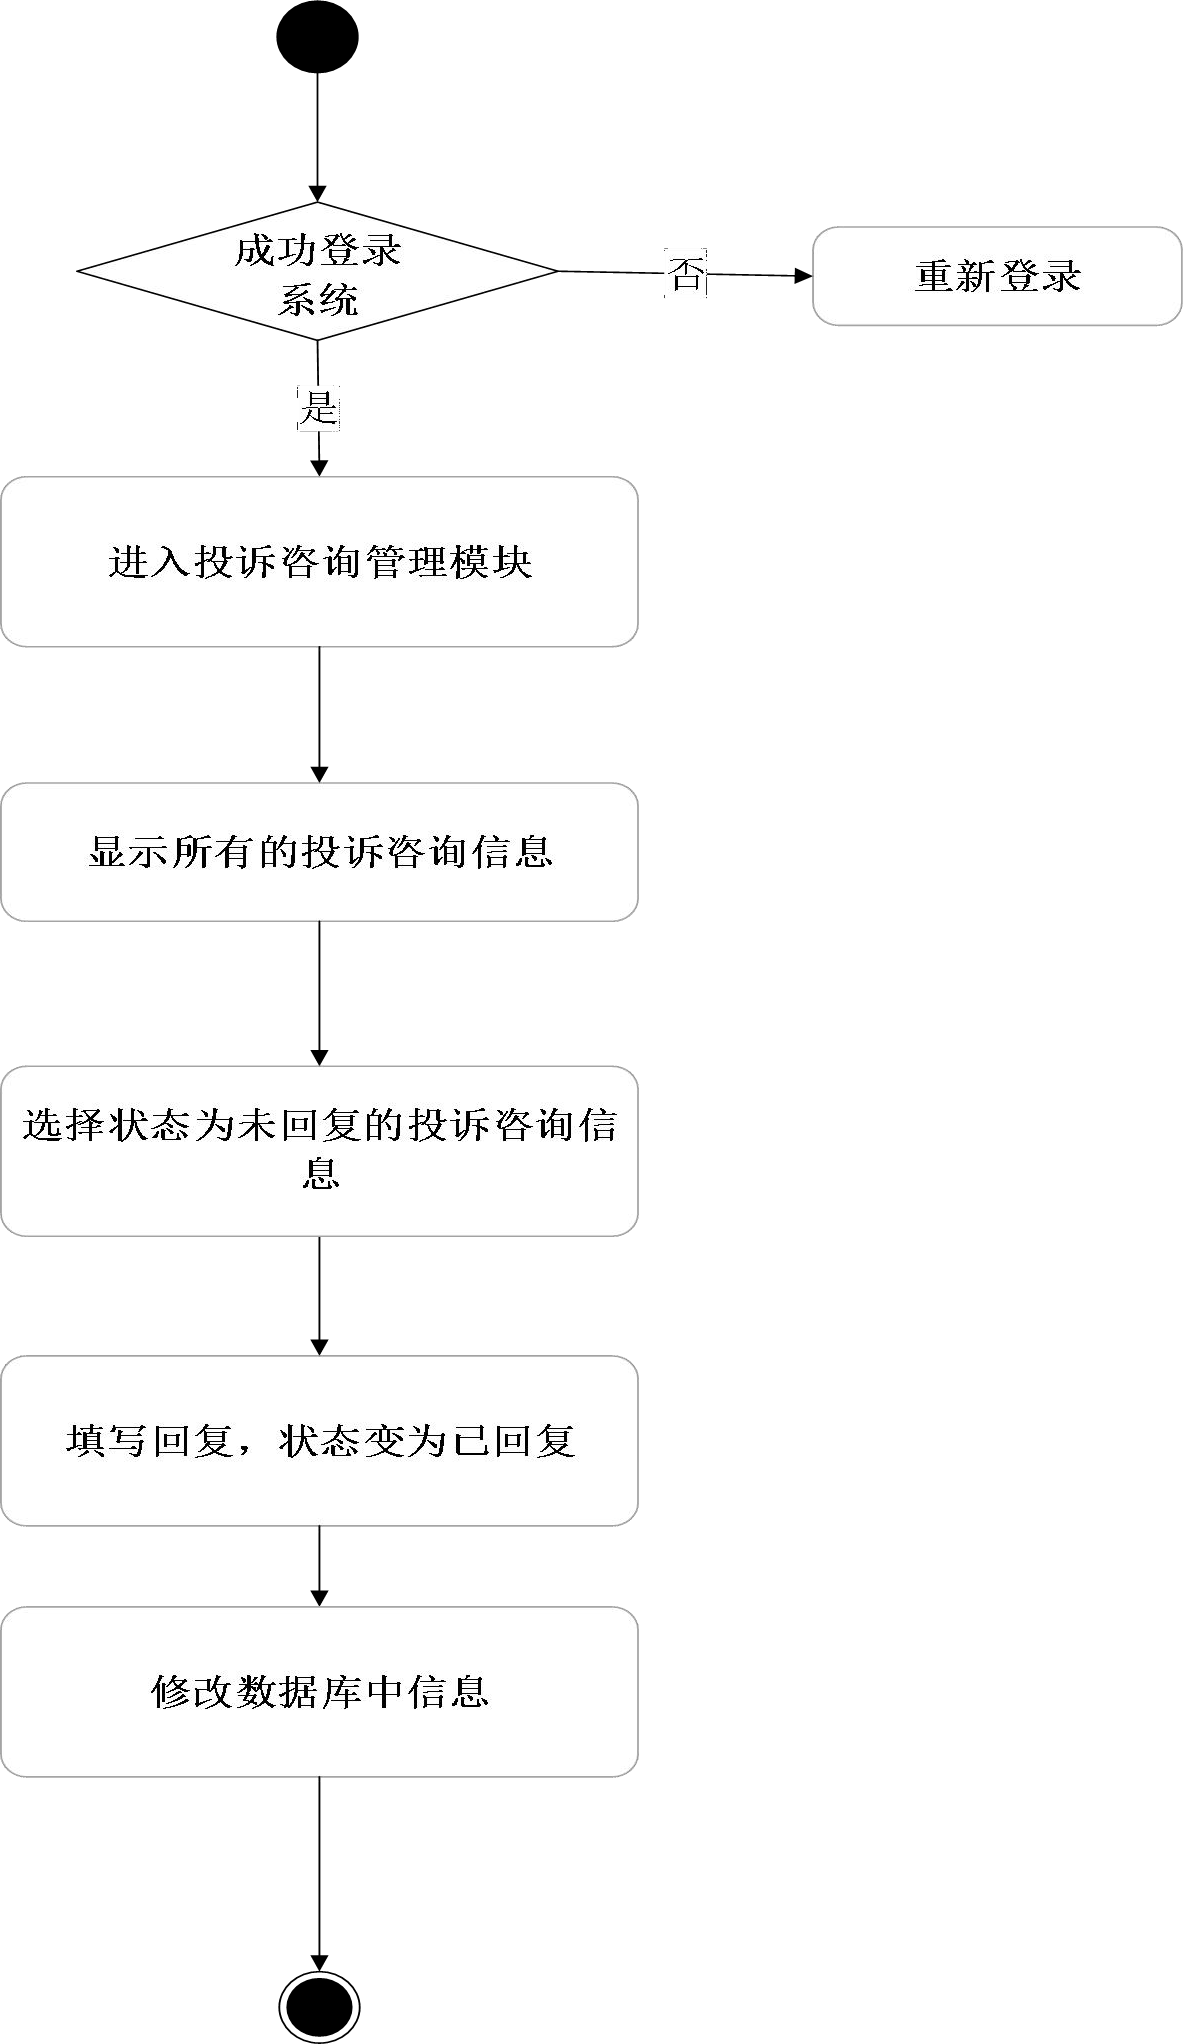 成功登录
系统
否
重新登录
是
进入投诉咨询管理模块
显示所有的投诉咨询信息
选择状态为未回复的投诉咨询信
息
填写回复，状态变为已回复
修改数据库中信息